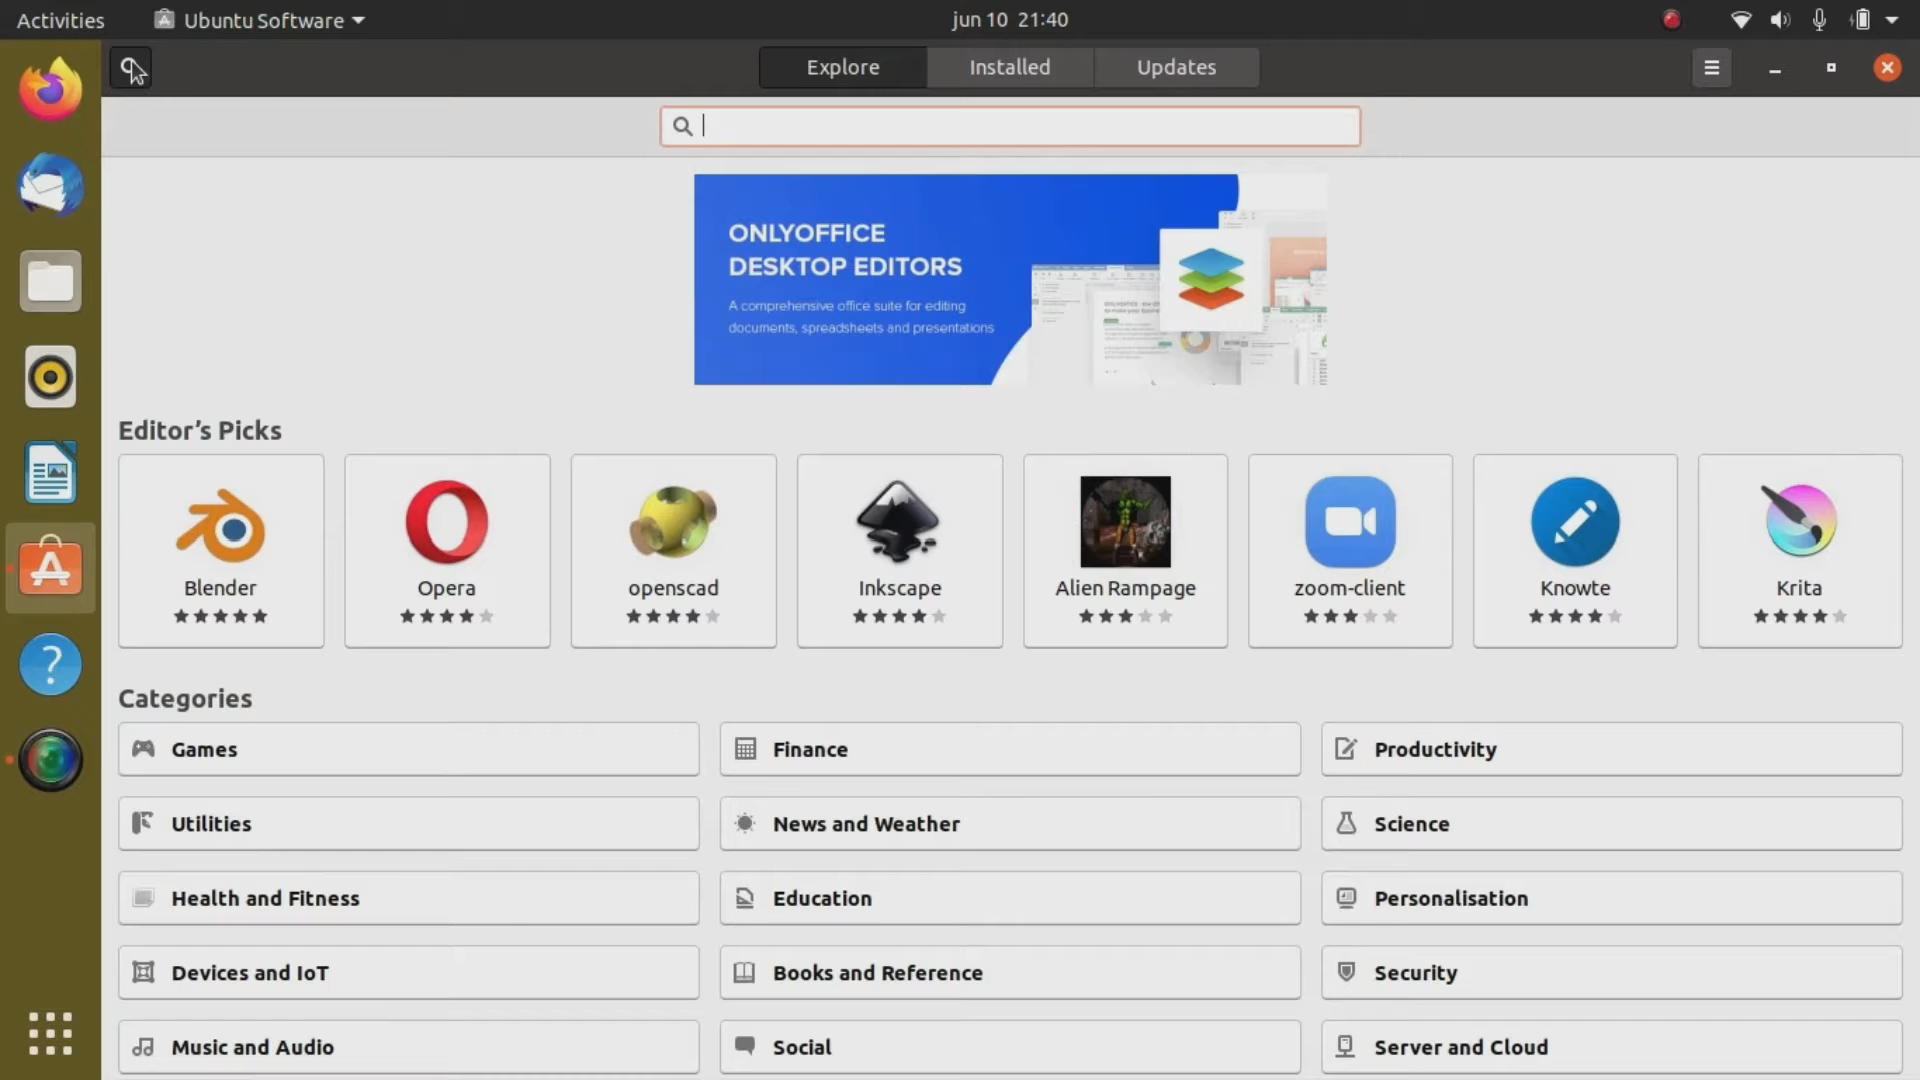 Activities
Ubuntu Software
jun 10 21:40
Explore
Installed
Updates
ONLYOFFICE
DESKTOP EDITORS
A comprehensive office suite for editing
documents, spreadsheets and presentations
Editor’s Picks
Blender
Opera
openscad
Inkscape
Alien Rampage
zoom-client
Knowte
Krita
Categories
Games
Finance
Productivity
Utilities
News and Weather
Science
Health and Fitness
Education
Personalisation
Devices and IoT
Books and Reference
Security
Music and Audio
Social
Server and Cloud